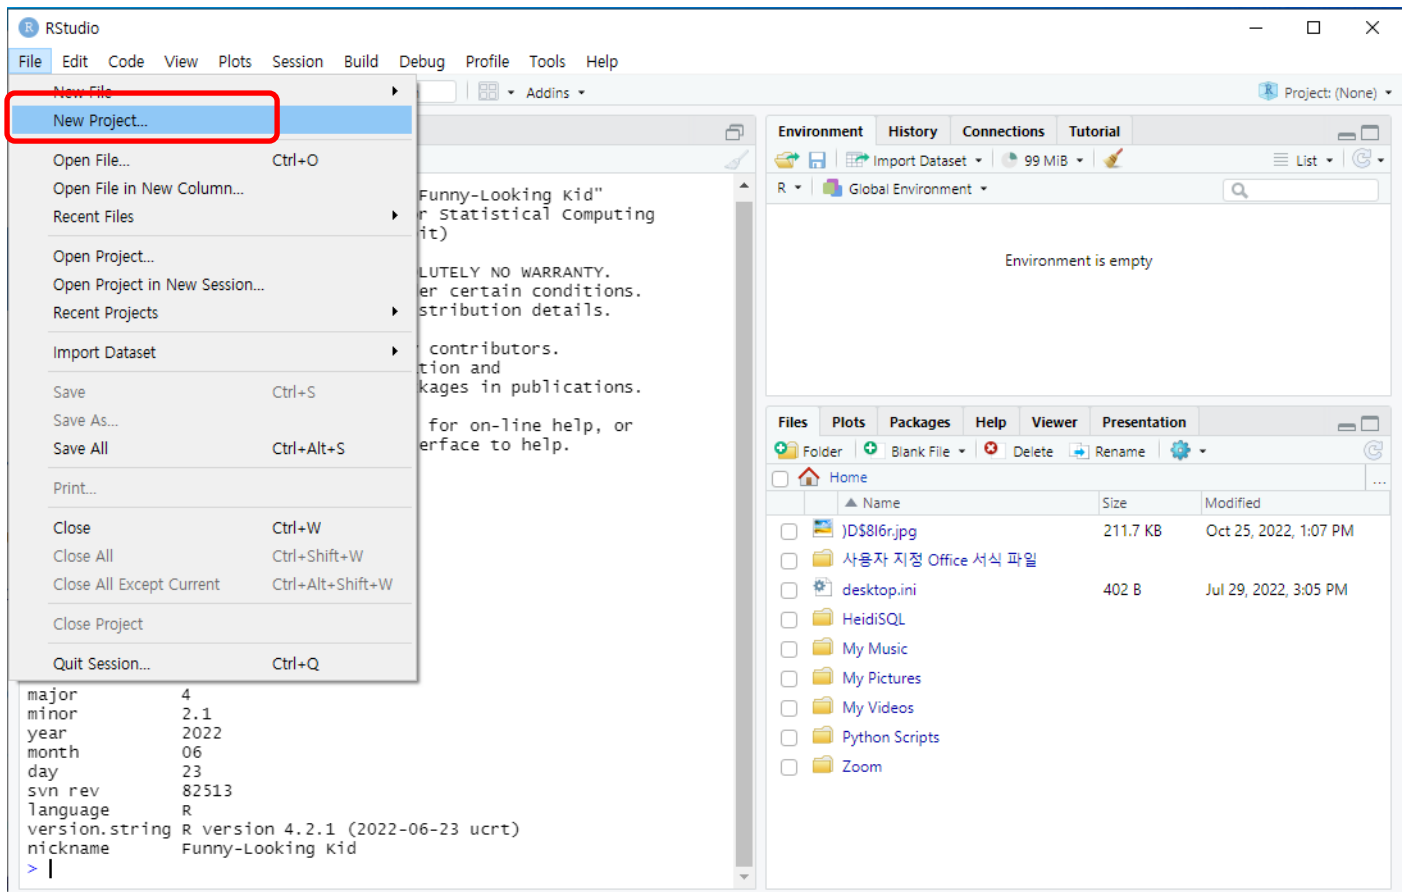 RStudio
File Edit Code View Plots Session Build Debug Profile Tools Help
New File
New Project...
Open File... Ctrl+O
Open File in New Column...
Recent Files
Open Project...
Open Project in New Session...
Recent Projects
Import Dataset
Save Ctrl+S
Save As...
Save All Ctrl+Alt+S
Print...
Close Ctrl+W
Close All Ctrl+Shift+W
Close All Except Current Ctrl+Alt+Shift+W
Close Project
Quit Session... Ctrl+Q
Addins
Project: (None)
Funny-Looking Kid"
r Statistical Computing
it)
LUTELY NO WARRANTY.
er certain conditions.
stribution details.
contributors.
tion and
kages in publications.
for on-line help, or
erface to help.
major 4
minor 2.1
year 2022
month 06
day 23
svn rev 82513
language R
version.string R version 4.2.1 (2022-06-23 ucrt)
nickname Funny-Looking Kid
>
Environment History Connections Tutorial
Import Dataset 99 MiB List
R Global Environment
Environment is empty
Files Plots Packages Help Viewer Presentation
Folder Blank File Delete Rename
Home ...
Name Size Modified
)D$8I6r.jpg 211.7 KB Oct 25, 2022, 1:07 PM
사용자 지정 Office 서식 파일
desktop.ini 402 B Jul 29, 2022, 3:05 PM
HeidiSQL
My Music
My Pictures
My Videos
Python Scripts
Zoom